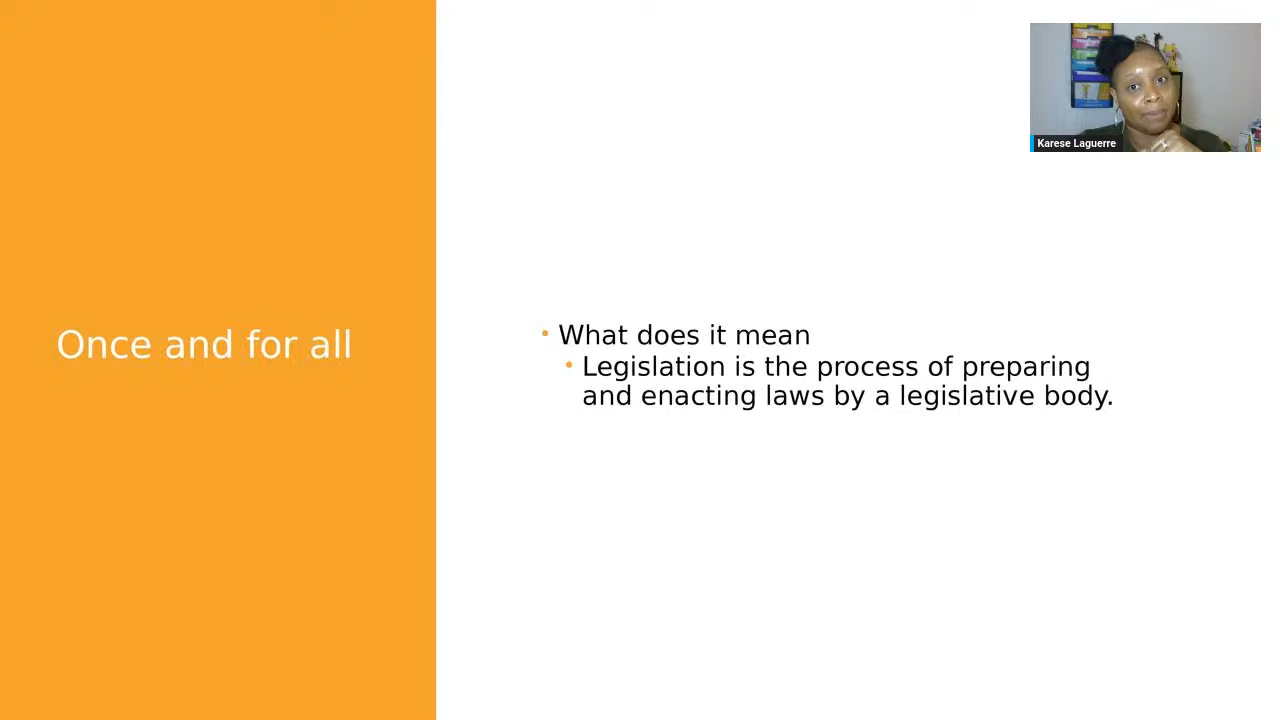 Once and for all
• What does it mean
• Legislation is the process of preparing
and enacting laws by a legislative body.
Karese Laguerre